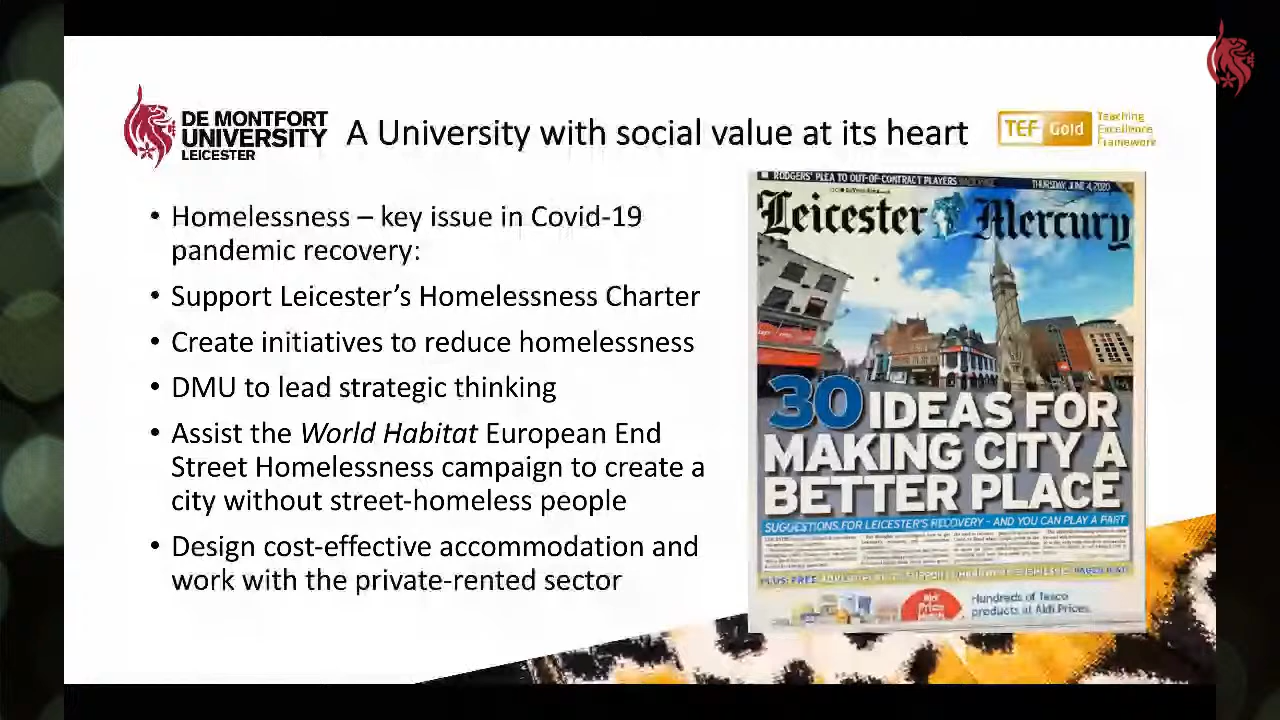 DE MONTFORT
UNIVERSITY
LEICESTER
A University with social value at its heart
TEF Gold
Teaching
Excellence
Framework
• Homelessness – key issue in Covid-19
pandemic recovery:
• Support Leicester’s Homelessness Charter
• Create initiatives to reduce homelessness
• DMU to lead strategic thinking
• Assist the World Habitat European End
Street Homelessness campaign to create a
city without street-homeless people
• Design cost-effective accommodation and
work with the private-rented sector
RODGERS' PLEA TO OUT-OF-CONTRACT PLAYERS
THURSDAY, JUNE 4, 2020
Leicester Mercury
30 IDEAS FOR
MAKING CITY A
BETTER PLACE
SUGGESTIONS FOR LEICESTER'S RECOVERY - AND YOU CAN PLAY A PART
PLUS: FREE
Aldi
Price
Match
Hundreds of Tesco
products at Aldi Prices.